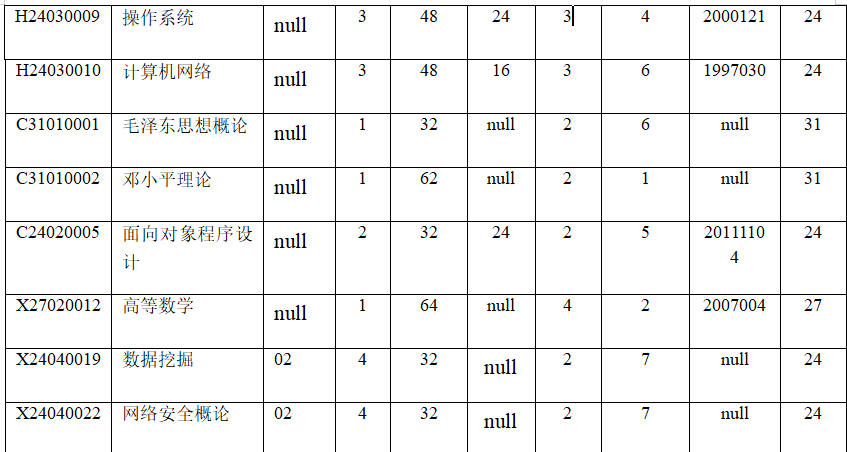 H24030009 操作系统 null 3 48 24 3 4 2000121 24
H24030010 计算机网络 null 3 48 16 3 6 1997030 24
C31010001 毛泽东思想概论 null 1 32 null 2 6 null 31
C31010002 邓小平理论 null 1 62 null 2 1 null 31
C24020005 面向对象程序设 null 2 32 24 2 5 2011110 24
计 4
X27020012 高等数学 null 1 64 null 4 2 2007004 27
X24040019 数据挖掘 02 4 32 null 2 7 null 24
X24040022 网络安全概论 02 4 32 null 2 7 null 24